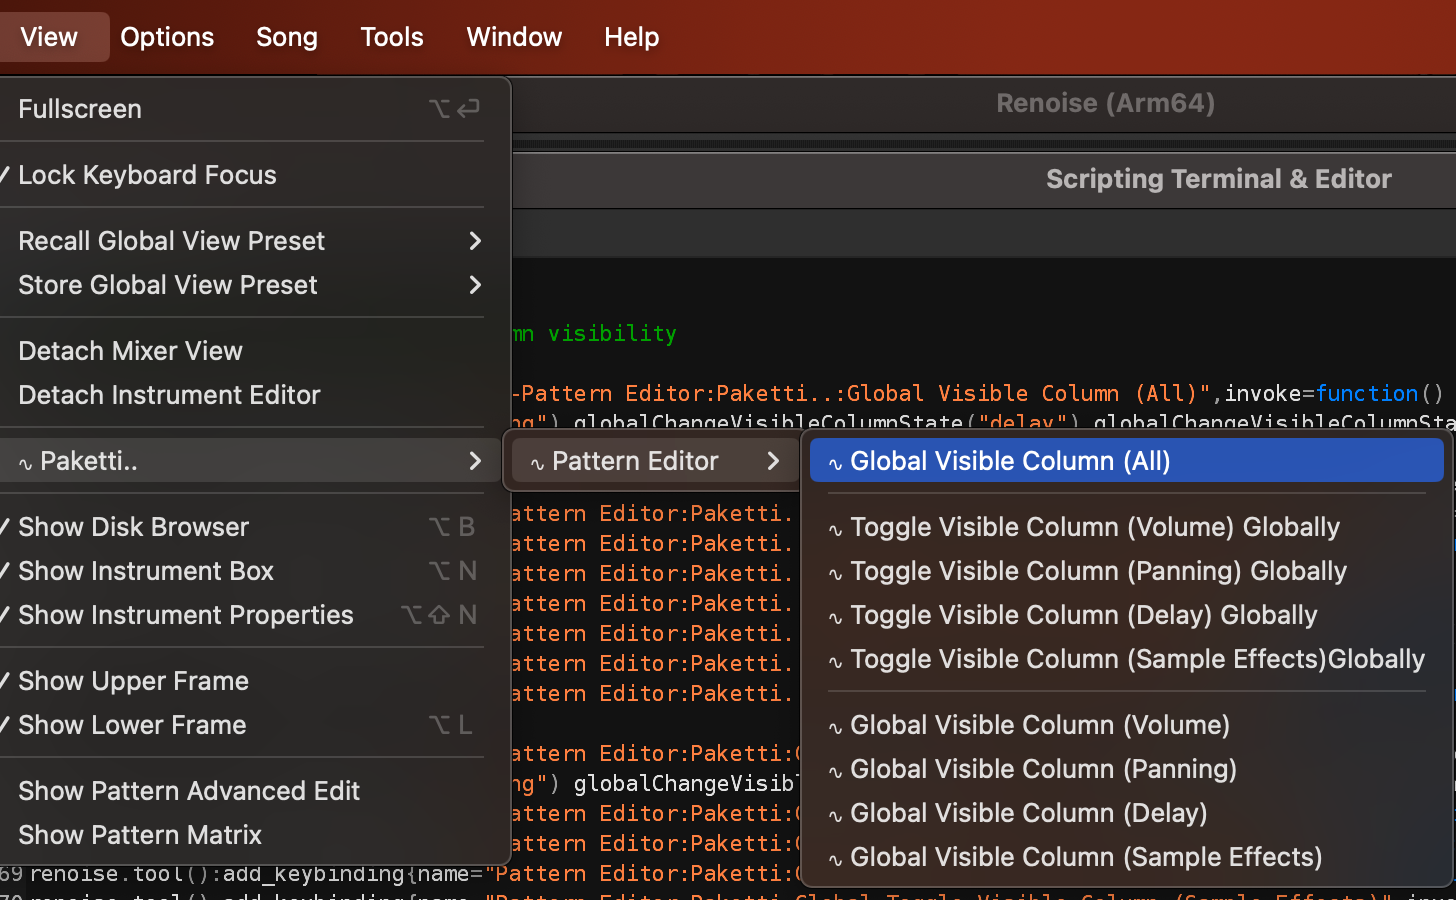 View Options Song Tools Window Help
Renoise (Arm64)
Scripting Terminal & Editor
Fullscreen
Lock Keyboard Focus
Recall Global View Preset
Store Global View Preset
Detach Mixer View
Detach Instrument Editor
Paketti..
Show Disk Browser ⌥ B
Show Instrument Box ⌥ N
Show Instrument Properties ⌥⇧ N
Show Upper Frame
Show Lower Frame ⌥ L
Show Pattern Advanced Edit
Show Pattern Matrix
Pattern Editor
Global Visible Column (All)
Toggle Visible Column (Volume) Globally
Toggle Visible Column (Panning) Globally
Toggle Visible Column (Delay) Globally
Toggle Visible Column (Sample Effects)Globally
Global Visible Column (Volume)
Global Visible Column (Panning)
Global Visible Column (Delay)
Global Visible Column (Sample Effects)
mn visibility
-Pattern Editor:Paketti..:Global Visible Column (All)",invoke=function()
ng") globalChangeVisibleColumnState("delay") globalChangeVisibleColumnSta
attern Editor:Paketti.
attern Editor:Paketti.
attern Editor:Paketti.
attern Editor:Paketti.
attern Editor:Paketti.
attern Editor:Paketti.
attern Editor:Paketti.
attern Editor:Paketti:
ng") globalChangeVisibl
attern Editor:Paketti:
attern Editor:Paketti:
69 renoise.tool():add_keybinding{name="Pattern Editor:Paketti: